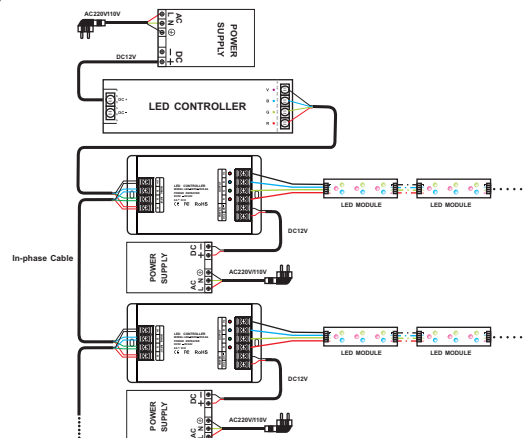 AC220V/110V
AC
L N
DC
POWER
SUPPLY
DC12V
DC+
DC-
LED CONTROLLER
V
B
G
R
LED CONTROLLER
RoHS
LED MODULE
LED MODULE
DC12V
In-phase Cable
POWER
SUPPLY
DC
AC
L N
AC220V/110V
LED CONTROLLER
RoHS
LED MODULE
LED MODULE
DC12V
POWER
SUPPLY
DC
AC
L N
AC220V/110V